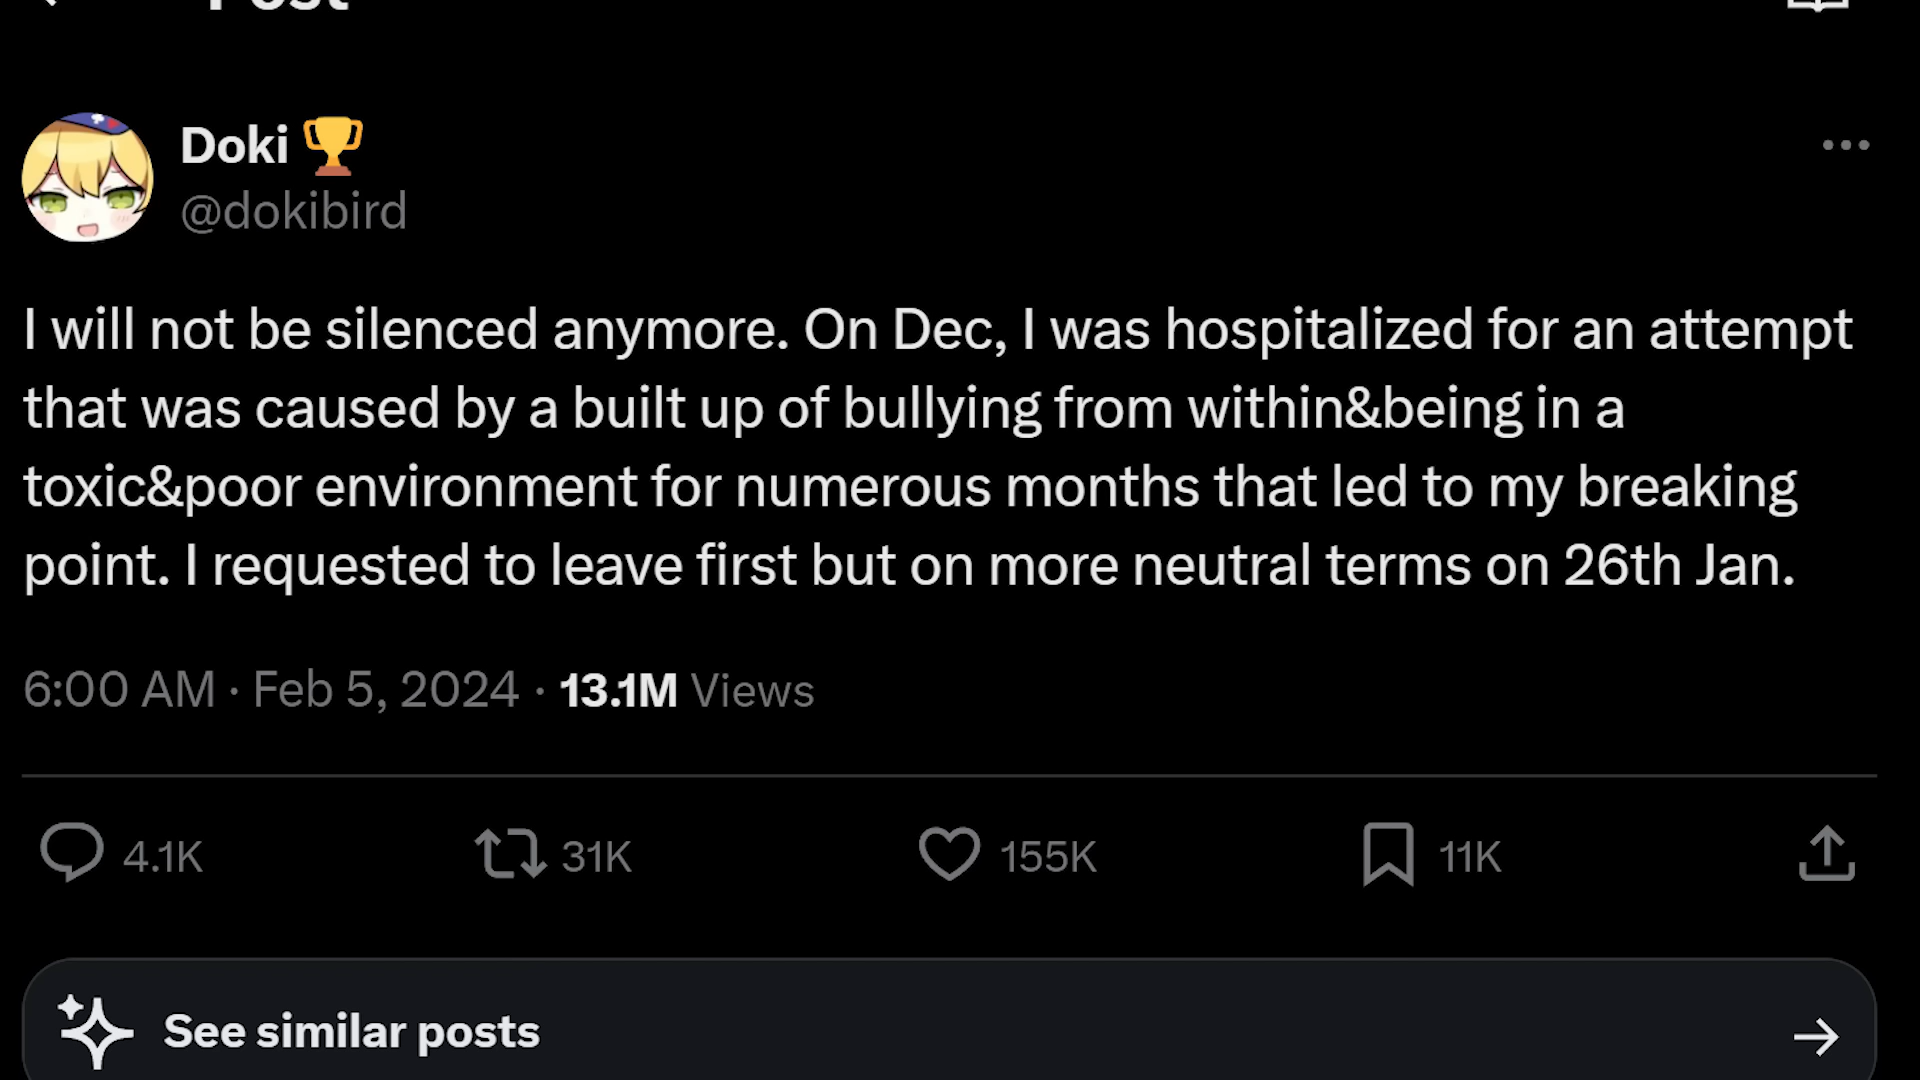 Post
Doki 🏆
@dokibird
I will not be silenced anymore. On Dec, I was hospitalized for an attempt
that was caused by a built up of bullying from within&being in a
toxic&poor environment for numerous months that led to my breaking
point. I requested to leave first but on more neutral terms on 26th Jan.
6:00 AM · Feb 5, 2024 · 13.1M Views
4.1K 31K 155K 11K
See similar posts